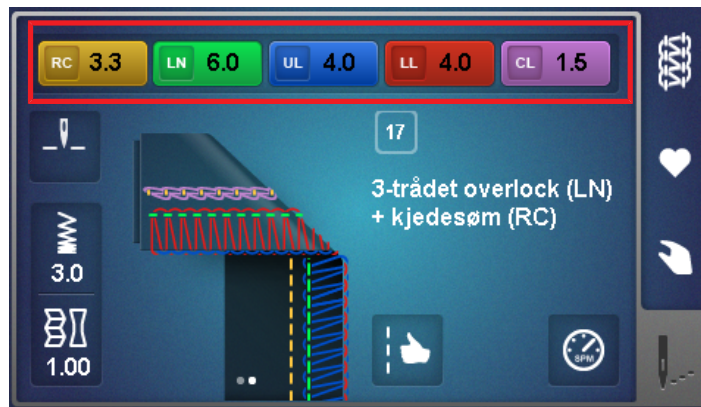 RC 3.3 LN 6.0 UL 4.0 LL 4.0 CL 1.5
17
3-trådet overlock (LN)
+ kjedesøm (RC)
3.0
1.00
SPM